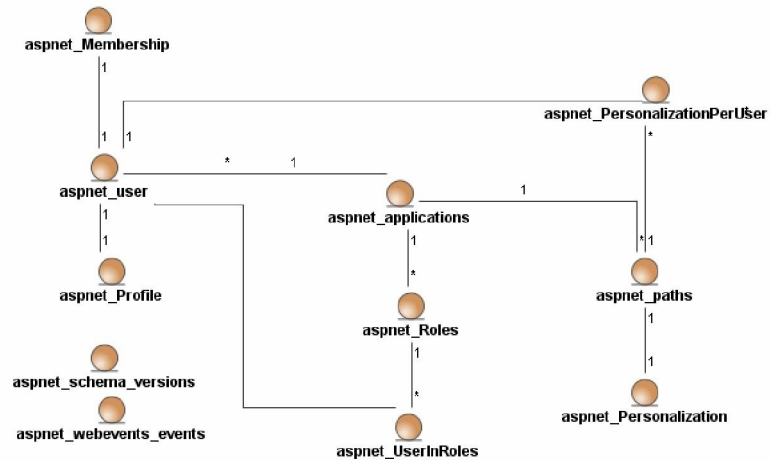 aspnet_Membership
1
aspnet_PersonalizationPerUser
*
1
1
*
* 1
aspnet_user
1
aspnet_applications
1
1
1
*
* 1
aspnet_Profile
aspnet_paths
1
aspnet_Roles
1
1
aspnet_schema_versions
1
*
aspnet_Personalization
aspnet_webevents_events
aspnet_UserInRoles